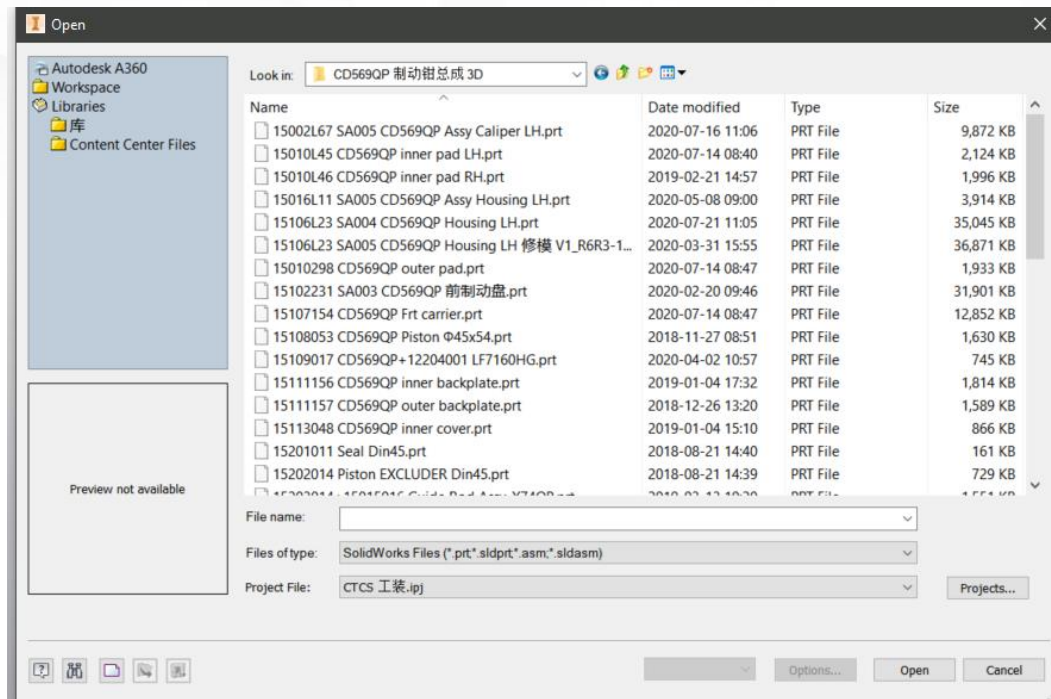 Open
Autodesk A360
Workspace
Libraries
库
Content Center Files
Look in: CD569QP 制动钳总成 3D
Name Date modified Type Size
15002L67 SA005 CD569QP Assy Caliper LH.prt 2020-07-16 11:06 PRT File 9,872 KB
15010L45 CD569QP inner pad LH.prt 2020-07-14 08:40 PRT File 2,124 KB
15010L46 CD569QP inner pad RH.prt 2019-02-21 14:57 PRT File 1,996 KB
15016L11 SA005 CD569QP Assy Housing LH.prt 2020-05-08 09:00 PRT File 3,914 KB
15106L23 SA004 CD569QP Housing LH.prt 2020-07-21 11:05 PRT File 35,045 KB
15106L23 SA005 CD569QP Housing LH 修模 V1_R6R3-1... 2020-03-31 15:55 PRT File 36,871 KB
15010298 CD569QP outer pad.prt 2020-07-14 08:47 PRT File 1,933 KB
15102231 SA003 CD569QP 前制动盘.prt 2020-02-20 09:46 PRT File 31,901 KB
15107154 CD569QP Frt carrier.prt 2020-07-14 08:47 PRT File 12,852 KB
15108053 CD569QP Piston Φ45x54.prt 2018-11-27 08:51 PRT File 1,630 KB
15109017 CD569QP+12204001 LF7160HG.prt 2020-04-02 10:57 PRT File 745 KB
15111156 CD569QP inner backplate.prt 2019-01-04 17:32 PRT File 1,814 KB
15111157 CD569QP outer backplate.prt 2018-12-26 13:20 PRT File 1,589 KB
15113048 CD569QP inner cover.prt 2019-01-04 15:10 PRT File 866 KB
15201011 Seal Din45.prt 2018-08-21 14:40 PRT File 161 KB
15202014 Piston EXCLUDER Din45.prt 2018-08-21 14:39 PRT File 729 KB
Preview not available
File name:
Files of type: SolidWorks Files (*.prt;*.sldprt;*.asm;*.sldasm)
Project File: CTCS 工装.ipj Projects...
Options... Open Cancel